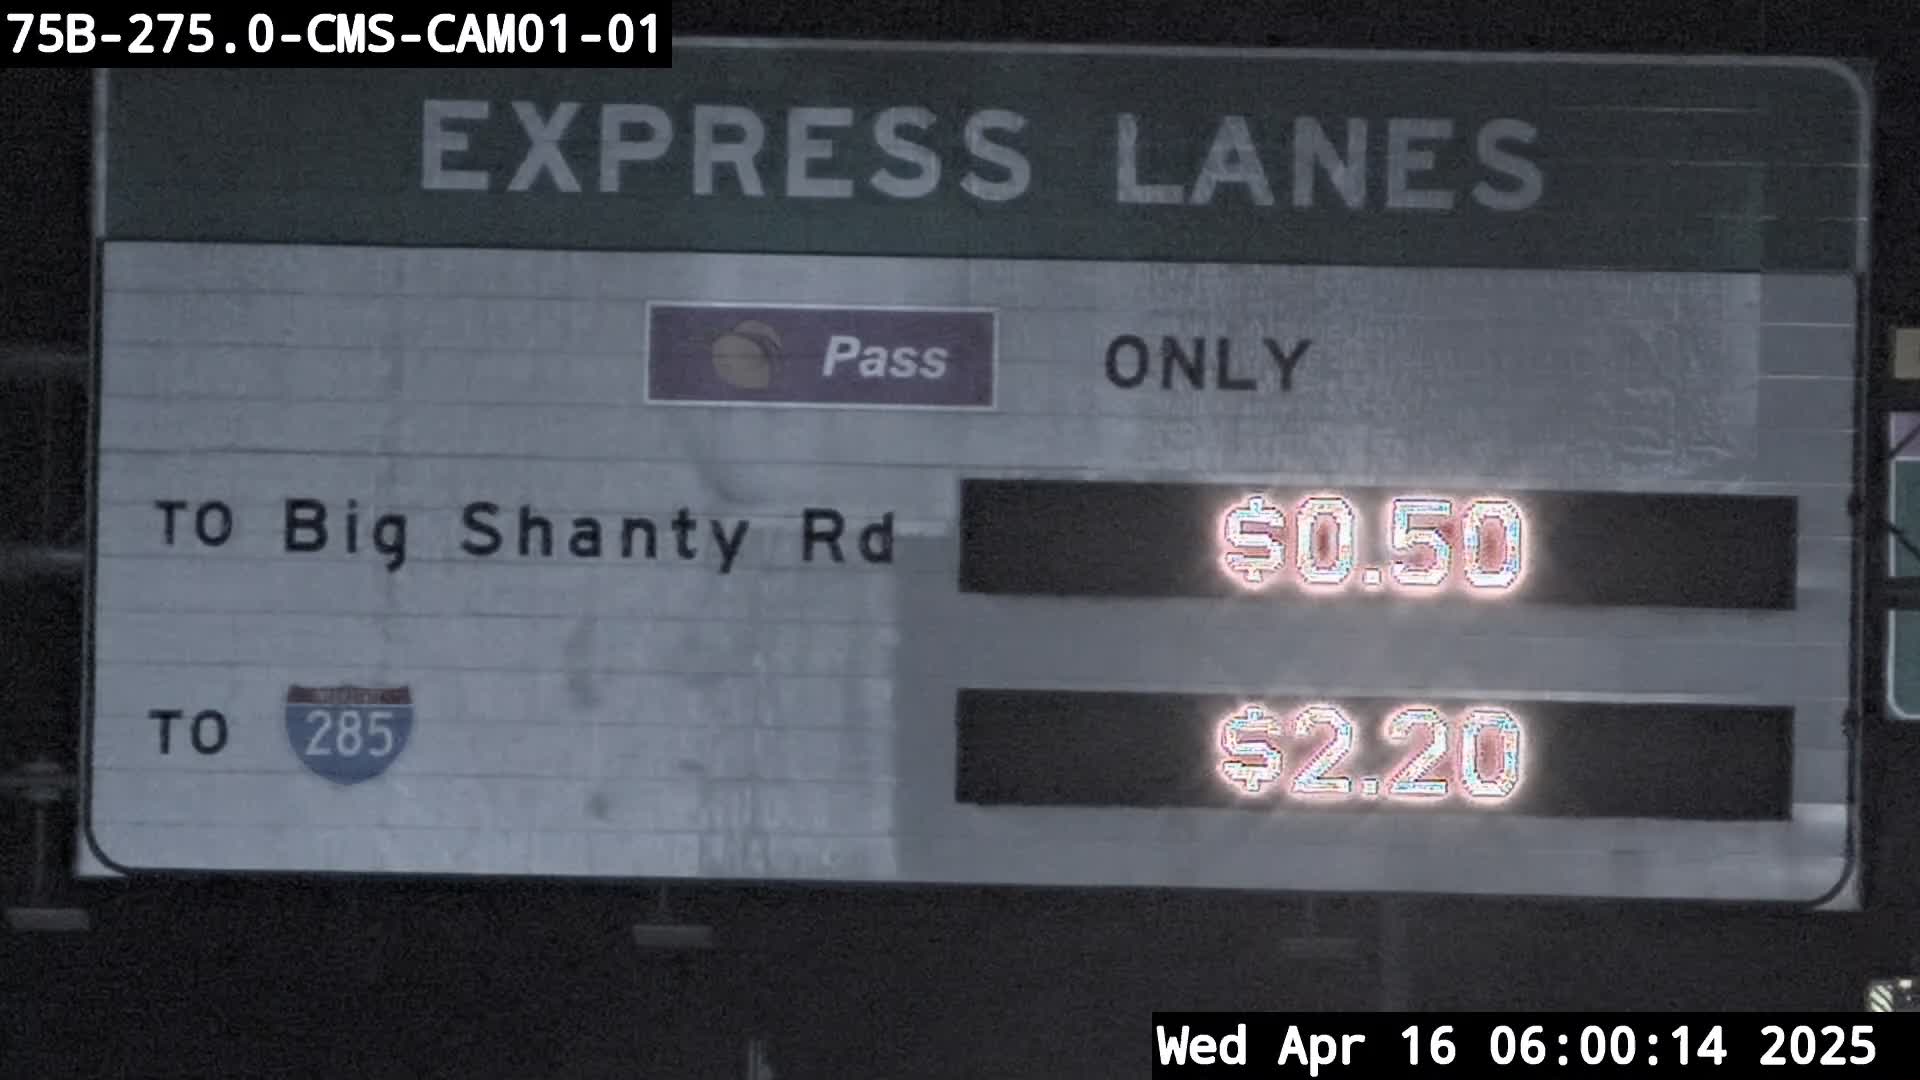 75B-275.0-CMS-CAM01-01
EXPRESS LANES
Pass ONLY
TO Big Shanty Rd $0.50
TO 285 $2.20
Wed Apr 16 06:00:14 2025